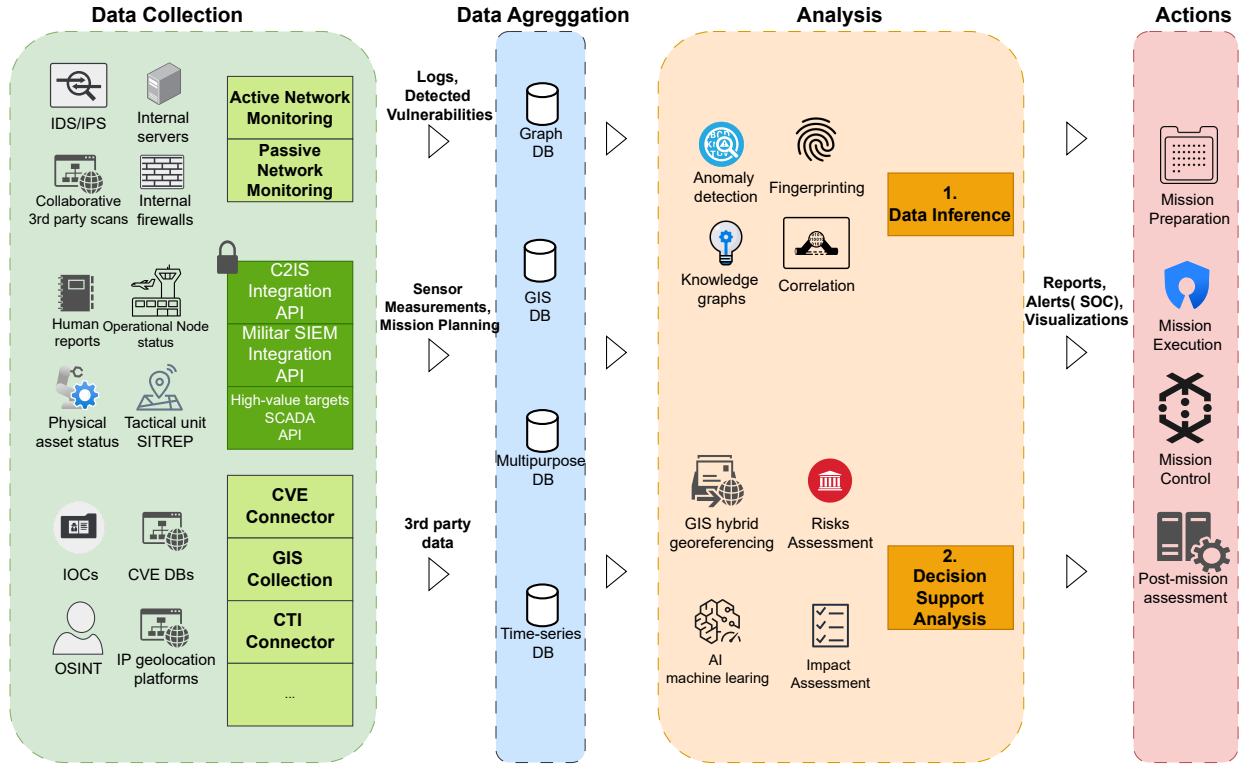 Data Collection
IDS/IPS
Internal
servers
Collaborative
3rd party scans
Internal
firewalls
Active Network
Monitoring
Passive
Network
Monitoring
Human
reports
Operational Node
status
Physical
asset status
Tactical unit
SITREP
C2IS
Integration
API
Militar SIEM
Integration
API
High-value targets
SCADA
API
IOCs
CVE DBs
OSINT
IP geolocation
platforms
CVE
Connector
GIS
Collection
CTI
Connector
...
Logs,
Detected
Vulnerabilities
Sensor
Measurements,
Mission Planning
3rd party
data
Data Agreggation
Graph
DB
GIS
DB
Multipurpose
DB
Time-series
DB
Analysis
Anomaly
detection
Fingerprinting
Knowledge
graphs
Correlation
1.
Data Inference
GIS hybrid
georeferencing
Risks
Assessment
AI
machine learing
Impact
Assessment
2.
Decision
Support
Analysis
Reports,
Alerts( SOC),
Visualizations
Actions
Mission
Preparation
Mission
Execution
Mission
Control
Post-mission
assessment